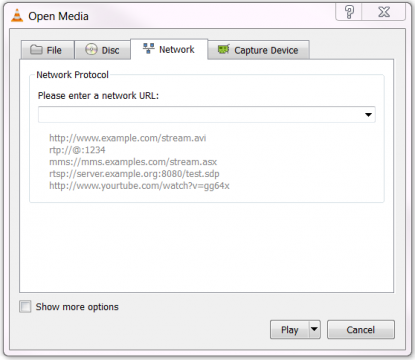 Open Media
File
Disc
Network
Capture Device
Network Protocol
Please enter a network URL:
http://www.example.com/stream.avi
rtp://@:1234
mms://mms.examples.com/stream.asx
rtsp://server.example.org:8080/test.sdp
http://www.yourtube.com/watch?v=gg64x
Show more options
Play
Cancel